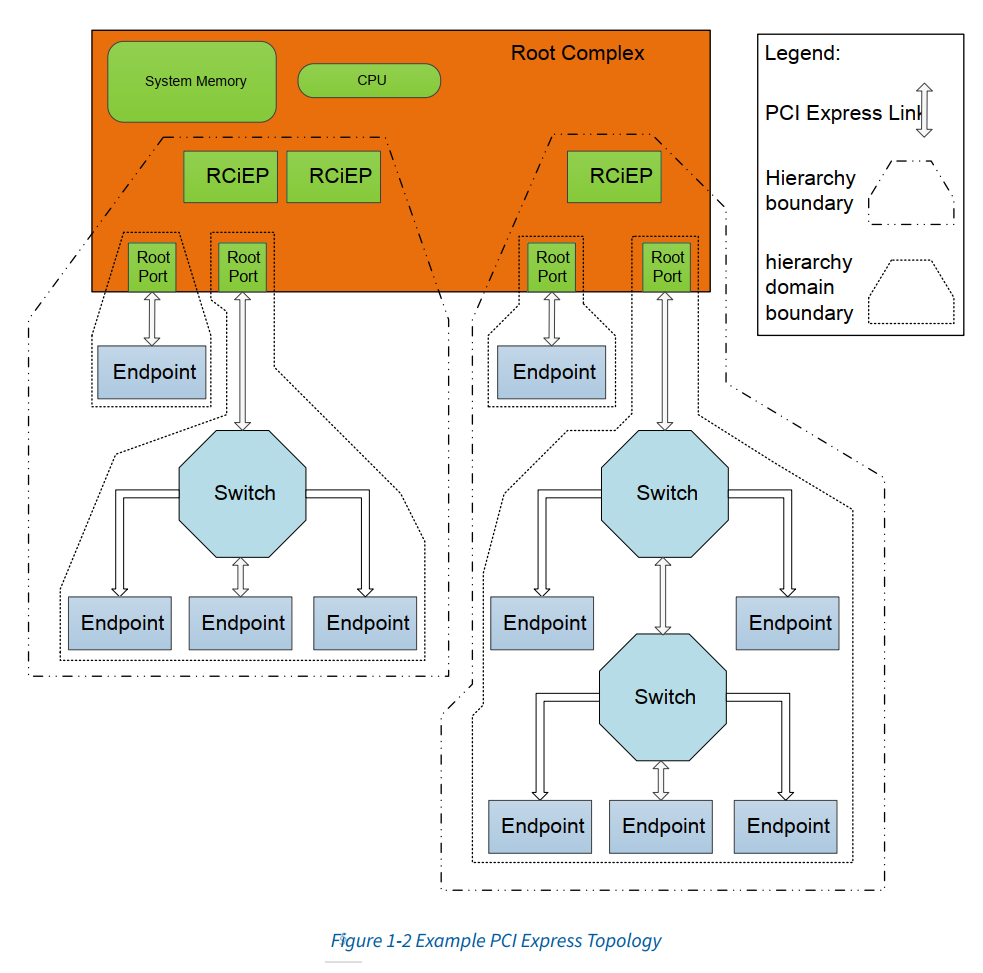 Root Complex
System Memory
CPU
RCiEP
RCiEP
RCiEP
Root
Port
Root
Port
Root
Port
Root
Port
Legend:
PCI Express Link
Hierarchy
boundary
hierarchy
domain
boundary
Endpoint
Endpoint
Switch
Switch
Endpoint
Endpoint
Endpoint
Endpoint
Endpoint
Switch
Endpoint
Endpoint
Endpoint
Figure 1-2 Example PCI Express Topology